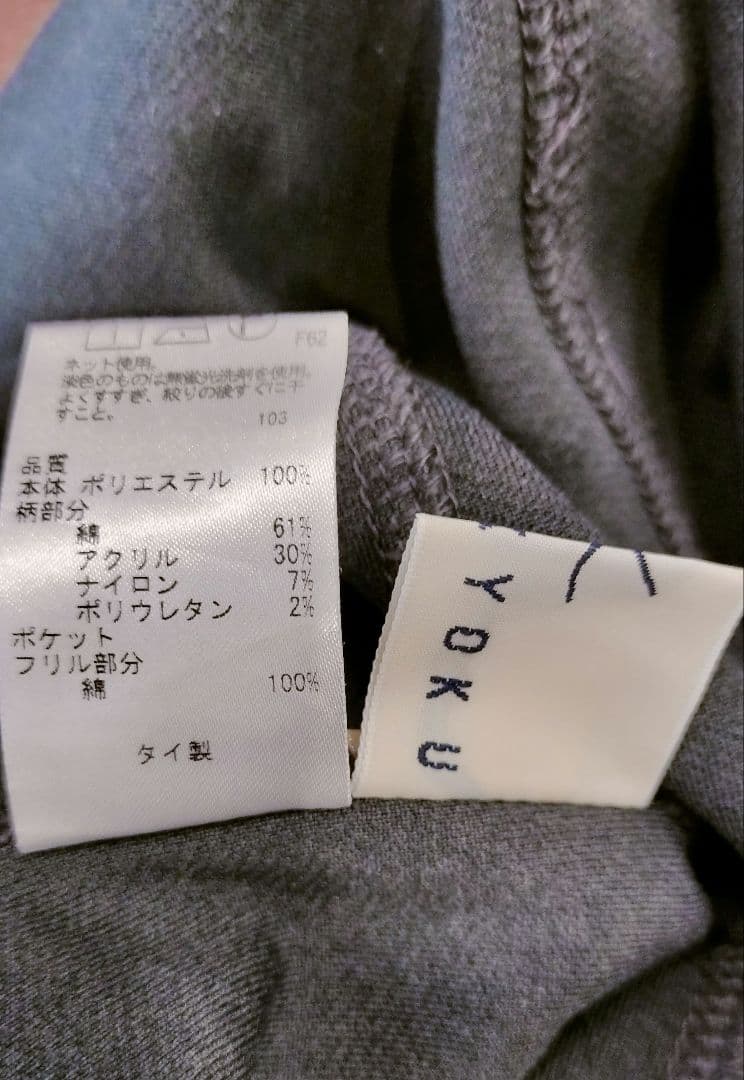 F62
ネット使用。
淡色のものは無蛍光洗剤を使用。
よくすすぎ、絞りの後すぐに干
すこと。
103
品質
本体 ポリエステル 100%
柄部分
綿 61%
アクリル 30%
ナイロン 7%
ポリウレタン 2%
ポケット
フリル部分
綿 100%
タイ製
YOKU